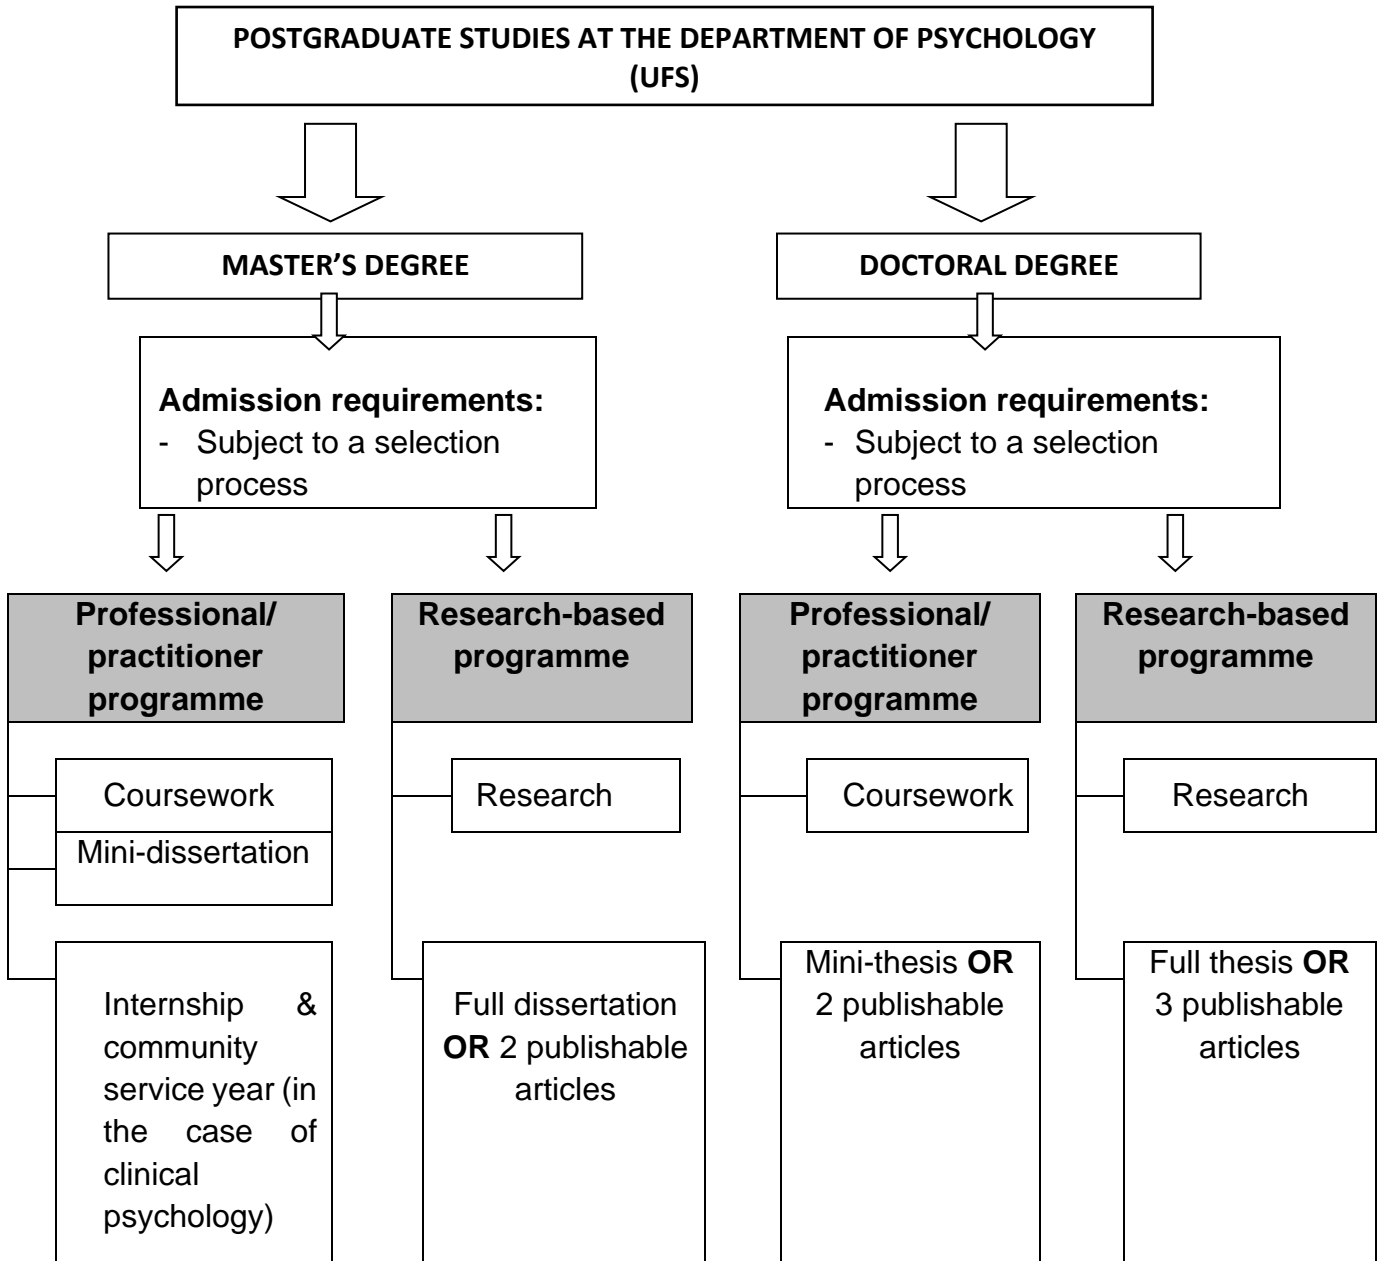 POSTGRADUATE STUDIES AT THE DEPARTMENT OF PSYCHOLOGY
(UFS)
MASTER’S DEGREE
DOCTORAL DEGREE
Admission requirements:
- Subject to a selection
process
Admission requirements:
- Subject to a selection
process
Professional/
practitioner
programme
Research-based
programme
Professional/
practitioner
programme
Research-based
programme
Coursework
Mini-dissertation
Internship &
community
service year (in
the case of
clinical
psychology)
Research
Full dissertation
OR 2 publishable
articles
Coursework
Mini-thesis OR
2 publishable
articles
Research
Full thesis OR
3 publishable
articles